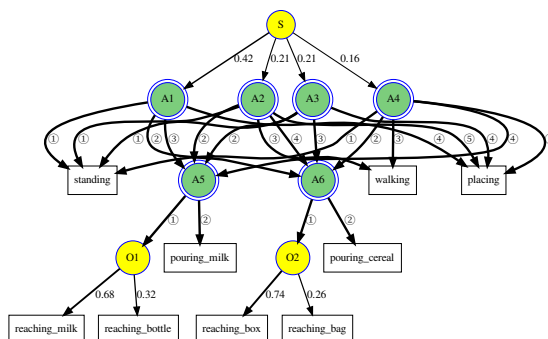 S
0.42 0.21 0.21 0.16
A1 A2 A3 A4
① ① ① ② ③ ② ② ③ ④ ③ ① ② ③ ④ ⑤ ④ ④
standing A5 A6 walking placing
① ② ① ②
O1 pouring_milk O2 pouring_cereal
0.68 0.32 0.74 0.26
reaching_milk reaching_bottle reaching_box reaching_bag